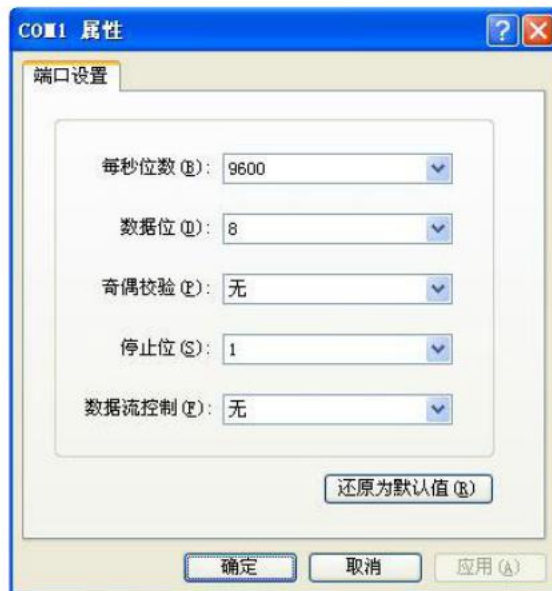 COM1 属性
端口设置
每秒位数(B): 9600
数据位(D): 8
奇偶校验(P): 无
停止位(S): 1
数据流控制(F): 无
还原为默认值(R)
确定 取消 应用(A)